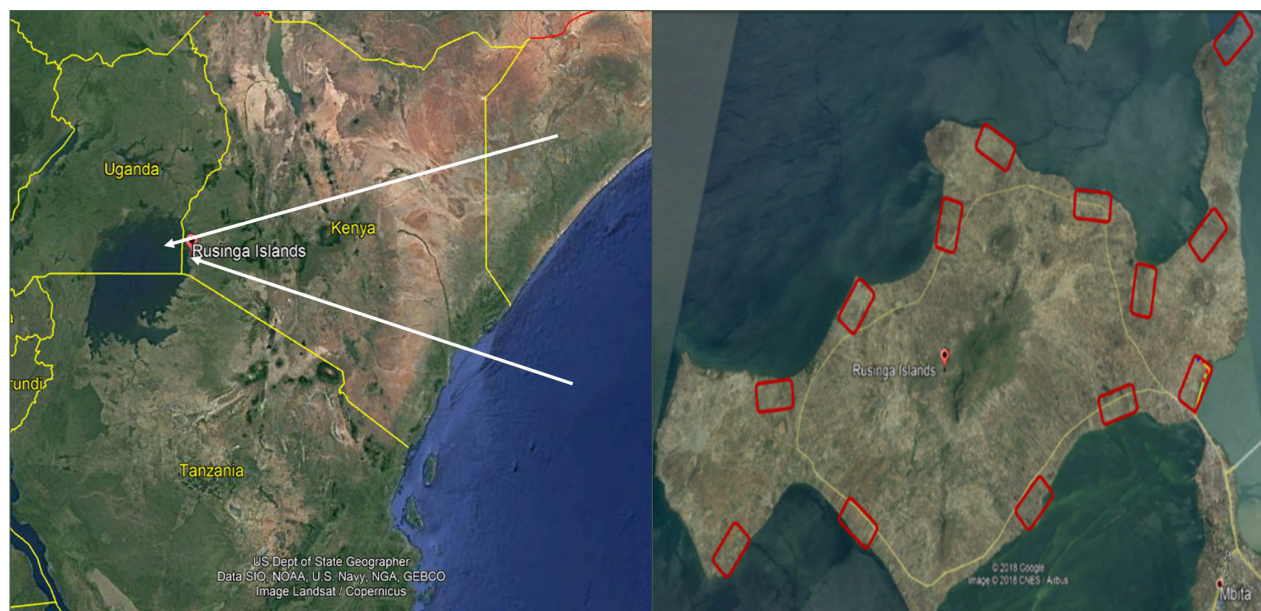 Uganda
Kenya
Rusinga Islands
Tanzania
a
rundi
US Dept of State Geographer
Data SIO, NOAA, U.S. Navy, NGA, GEBCO
Image Landsat / Copernicus
Rusinga Islands
© 2018 Google
Image © 2018 CNES / Airbus
Mbita